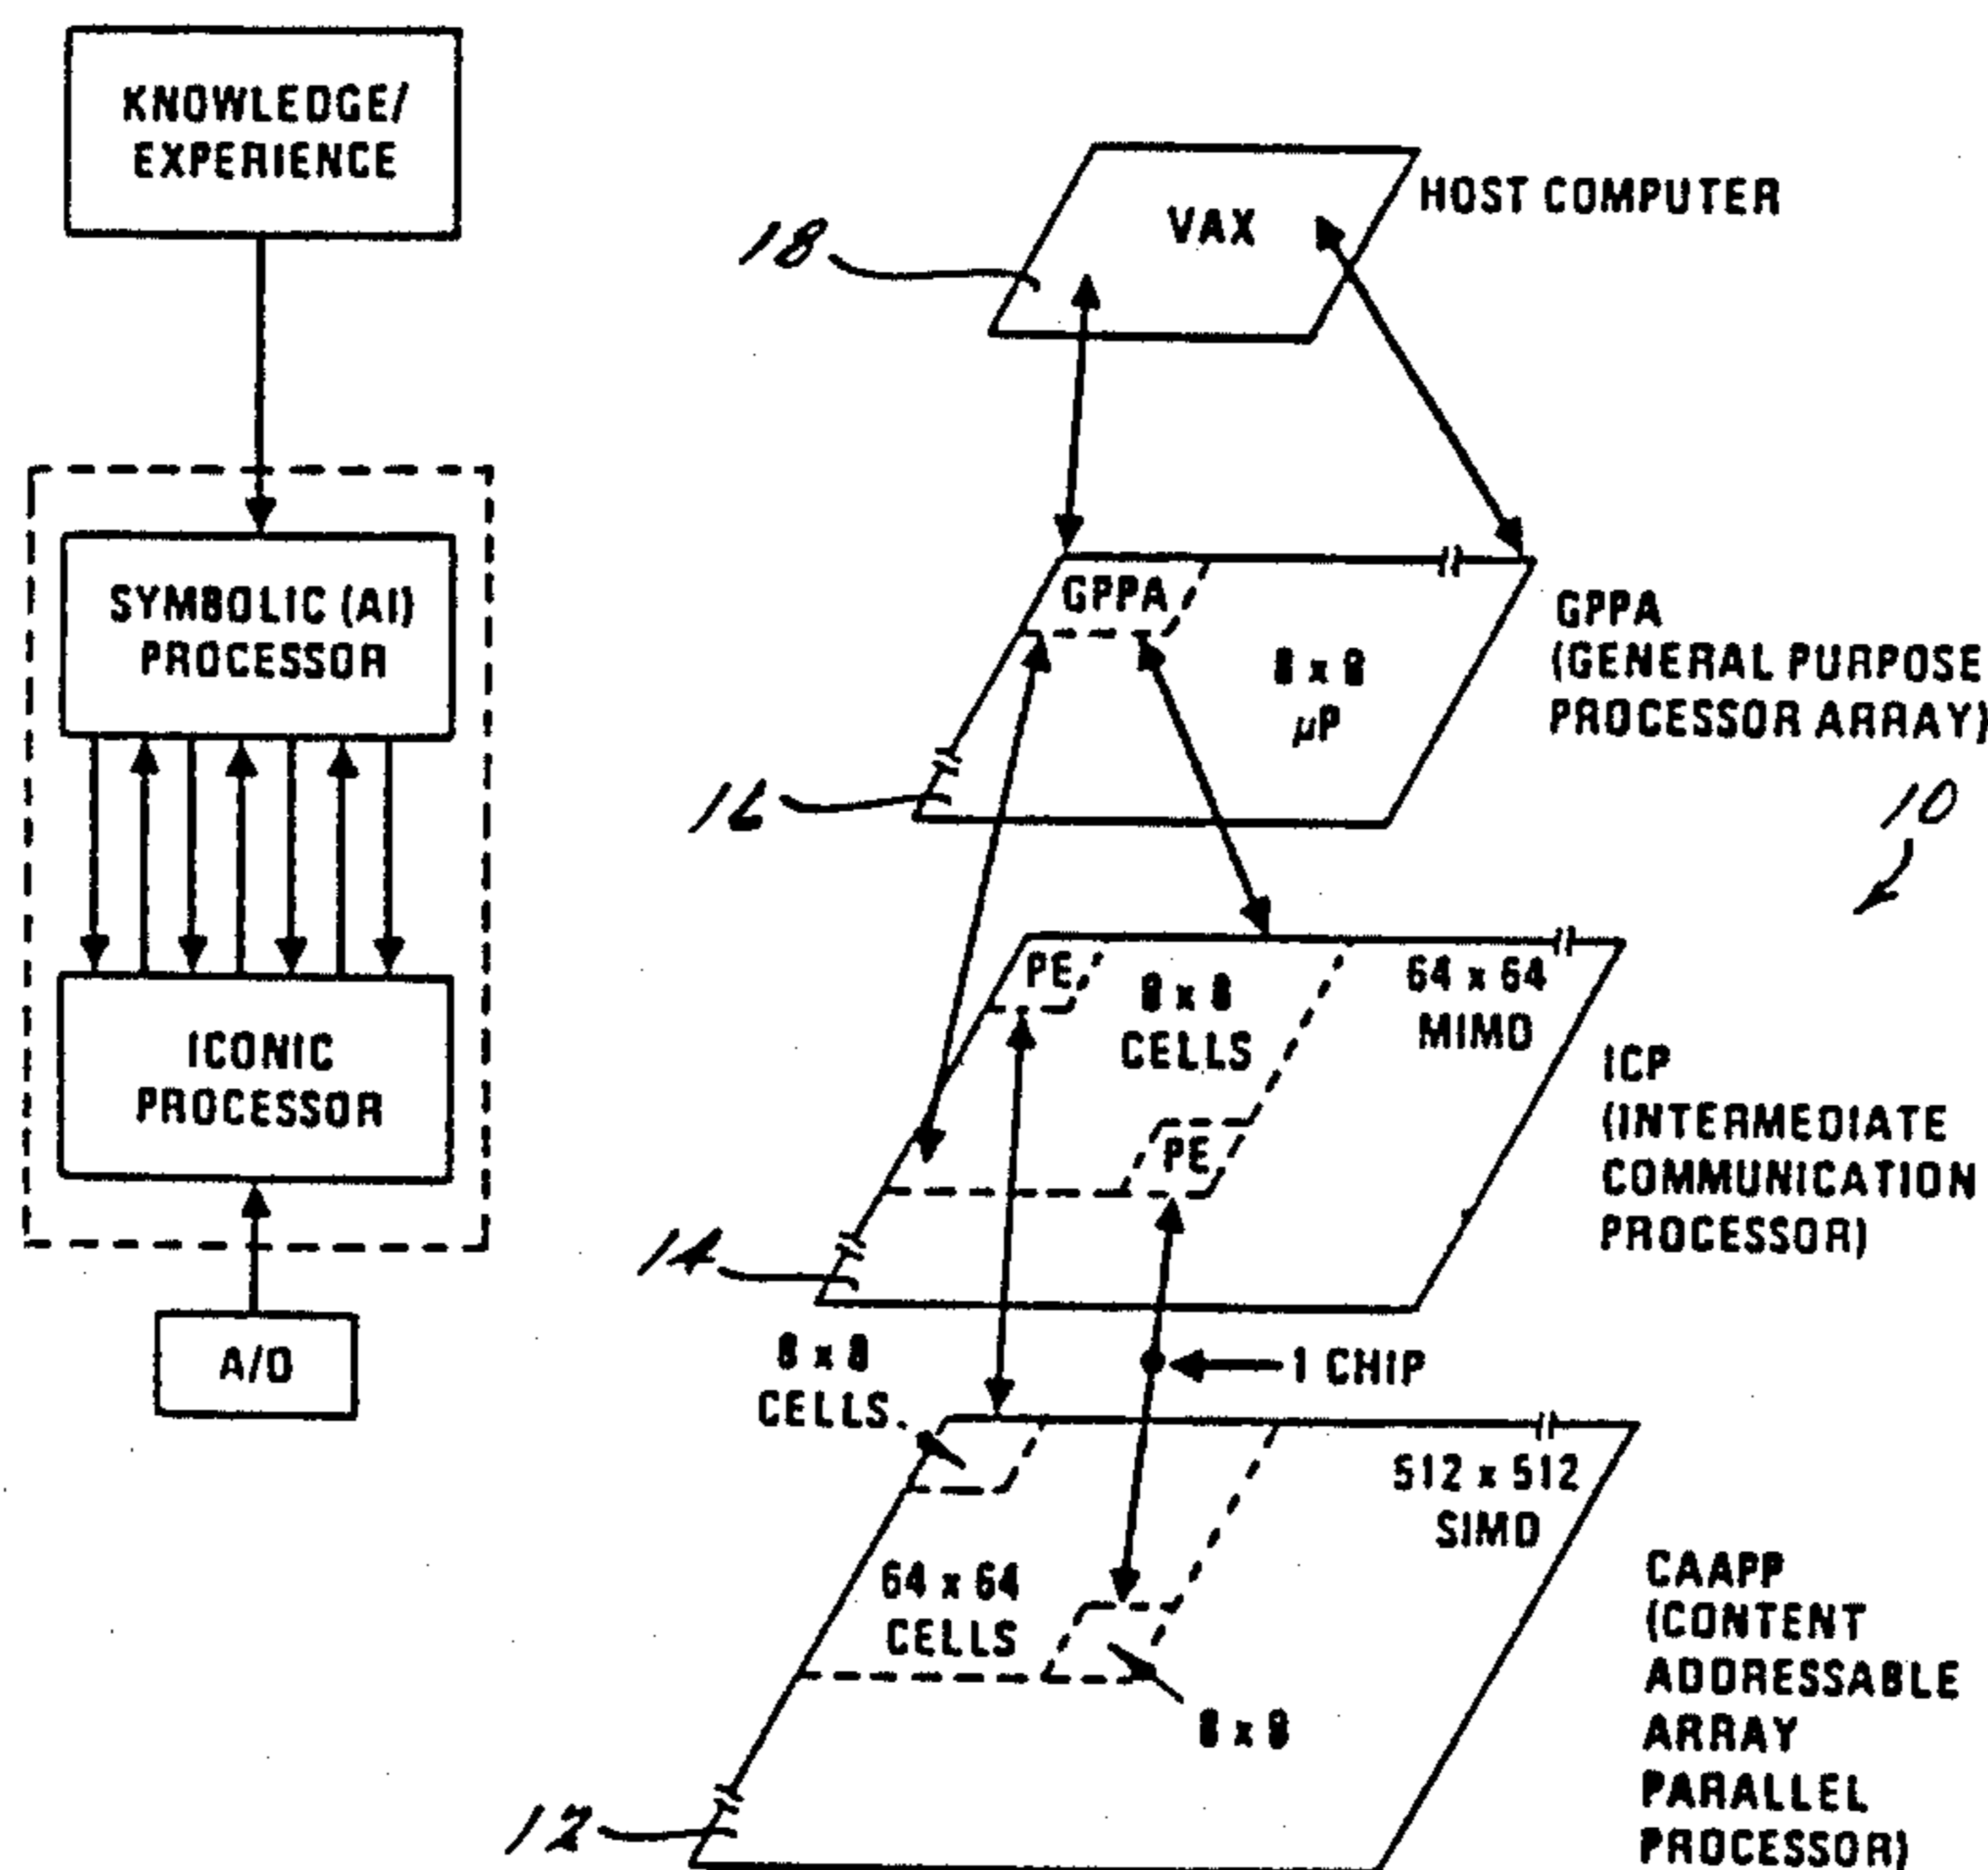 KNOWLEDGE/
EXPERIENCE
SYMBOLIC (AI)
PROCESSOR
ICONIC
PROCESSOR
A/D
18
VAX
HOST COMPUTER
GPPA
8 x 8
µP
GPPA
(GENERAL PURPOSE
PROCESSOR ARRAY)
16
10
PE
8 x 8
CELLS
64 x 64
MIMD
PE
ICP
(INTERMEDIATE
COMMUNICATION
PROCESSOR)
14
8 x 8
CELLS
1 CHIP
512 x 512
SIMD
64 x 64
CELLS
8 x 8
CAAPP
(CONTENT
ADDRESSABLE
ARRAY
PARALLEL
PROCESSOR)
12